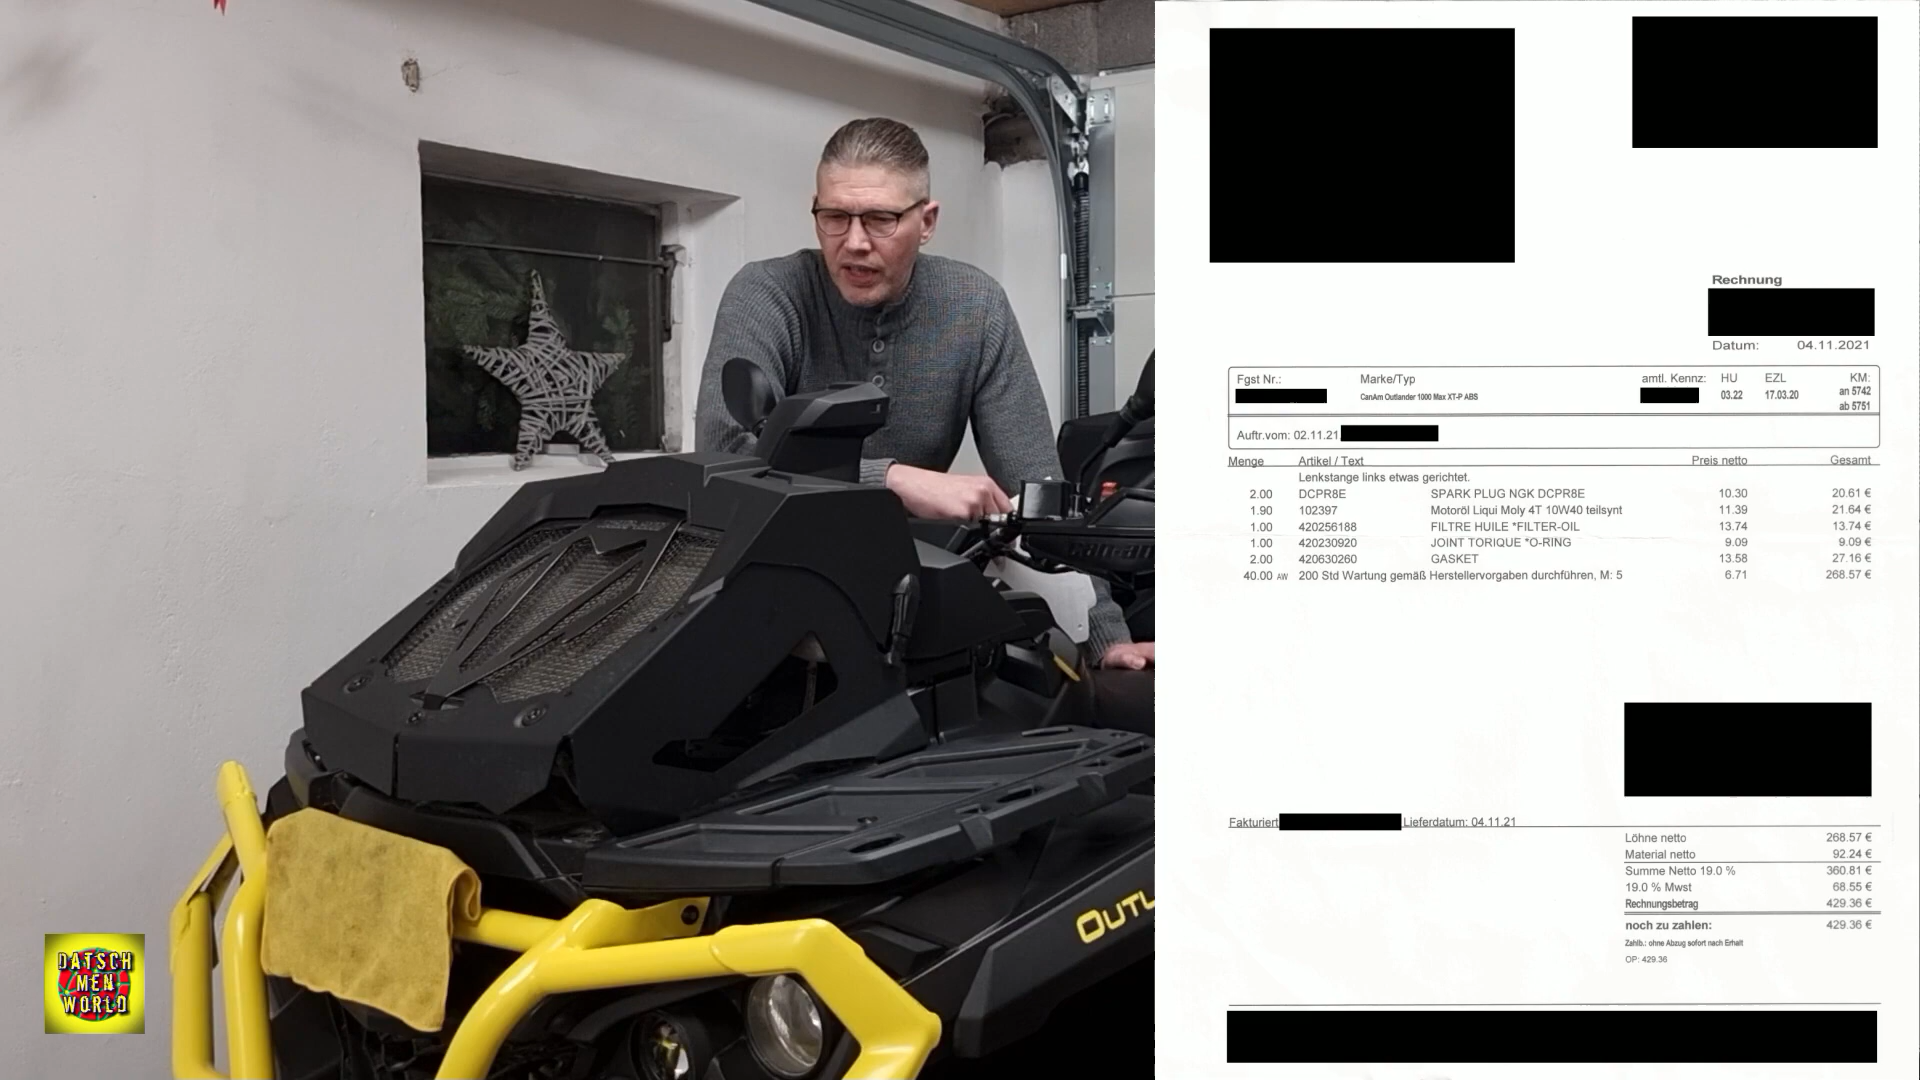 DATSCH
MEN
WORLD
OUTL
Rechnung
Datum: 04.11.2021
Fgst Nr.: Marke/Typ amtl. Kennz: HU EZL KM:
CanAm Outlander 1000 Max XT-P ABS 03.22 17.03.20 an 5742
ab 5751
Auftr.vom: 02.11.21
Menge Artikel / Text Preis netto Gesamt
Lenkstange links etwas gerichtet.
2.00 DCPR8E SPARK PLUG NGK DCPR8E 10.30 20.61 €
1.90 102397 Motoröl Liqui Moly 4T 10W40 teilsynt 11.39 21.64 €
1.00 420256188 FILTRE HUILE *FILTER-OIL 13.74 13.74 €
1.00 420230920 JOINT TORIQUE *O-RING 9.09 9.09 €
2.00 420630260 GASKET 13.58 27.16 €
40.00 AW 200 Std Wartung gemäß Herstellervorgaben durchführen, M: 5 6.71 268.57 €
Fakturiert Lieferdatum: 04.11.21
Löhne netto 268.57 €
Material netto 92.24 €
Summe Netto 19.0 % 360.81 €
19.0 % Mwst 68.55 €
Rechnungsbetrag 429.36 €
noch zu zahlen: 429.36 €
Zahlb.: ohne Abzug sofort nach Erhalt
OP: 429.36